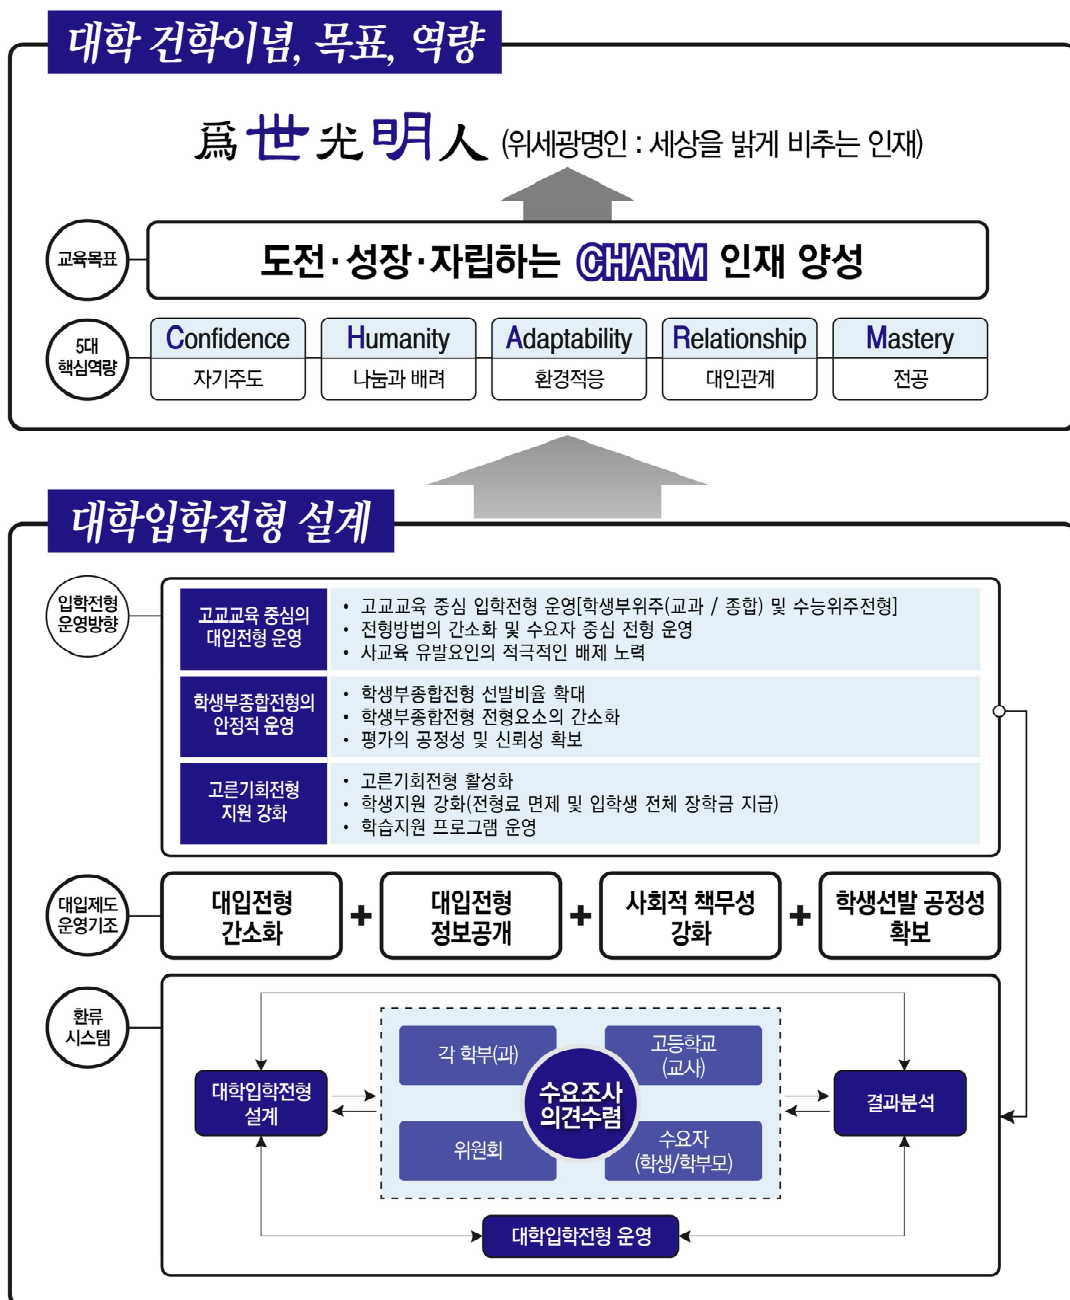 대학 건학이념, 목표, 역량
爲世光明人 (위세광명인 : 세상을 밝게 비추는 인재)
교육목표
도전·성장·자립하는 CHARM 인재 양성
5대
핵심역량
Confidence
자기주도
Humanity
나눔과 배려
Adaptability
환경적응
Relationship
대인관계
Mastery
전공
대학입학전형 설계
입학전형
운영방향
고교교육 중심의
대입전형 운영
• 고교교육 중심 입학전형 운영[학생부위주(교과 / 종합) 및 수능위주전형]
• 전형방법의 간소화 및 수요자 중심 전형 운영
• 사교육 유발요인의 적극적인 배제 노력
학생부종합전형의
안정적 운영
• 학생부종합전형 선발비율 확대
• 학생부종합전형 전형요소의 간소화
• 평가의 공정성 및 신뢰성 확보
고른기회전형
지원 강화
• 고른기회전형 활성화
• 학생지원 강화(전형료 면제 및 입학생 전체 장학금 지급)
• 학습지원 프로그램 운영
대입제도
운영기조
대입전형
간소화
+
대입전형
정보공개
+
사회적 책무성
강화
+
학생선발 공정성
확보
환류
시스템
각 학부(과)
고등학교
(교사)
수요조사
의견수렴
대학입학전형
설계
결과분석
위원회
수요자
(학생/학부모)
대학입학전형 운영